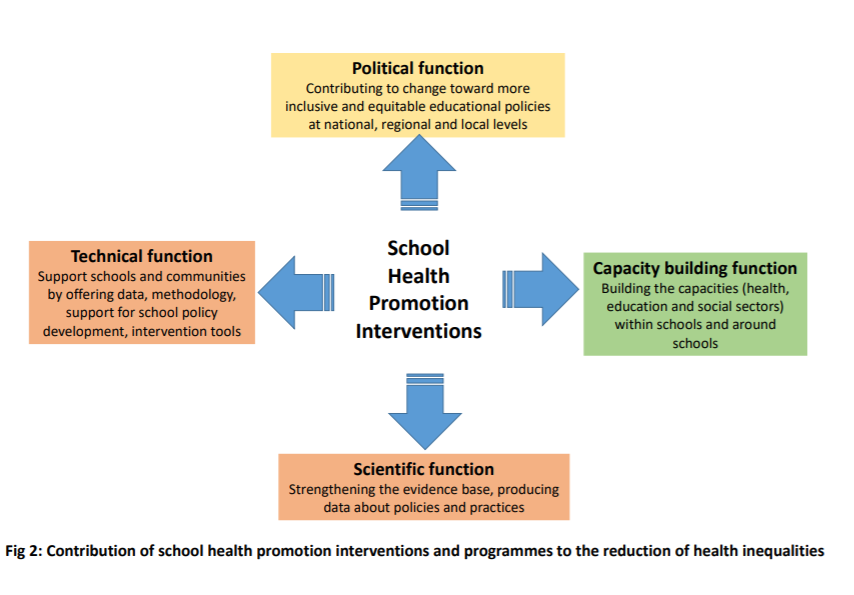 Political function
Contributing to change toward more
inclusive and equitable educational policies
at national, regional and local levels
Technical function
Support schools and communities
by offering data, methodology,
support for school policy
development, intervention tools
School
Health
Promotion
Interventions
Capacity building function
Building the capacities (health,
education and social sectors)
within schools and around
schools
Scientific function
Strengthening the evidence base, producing
data about policies and practices
Fig 2: Contribution of school health promotion interventions and programmes to the reduction of health inequalities